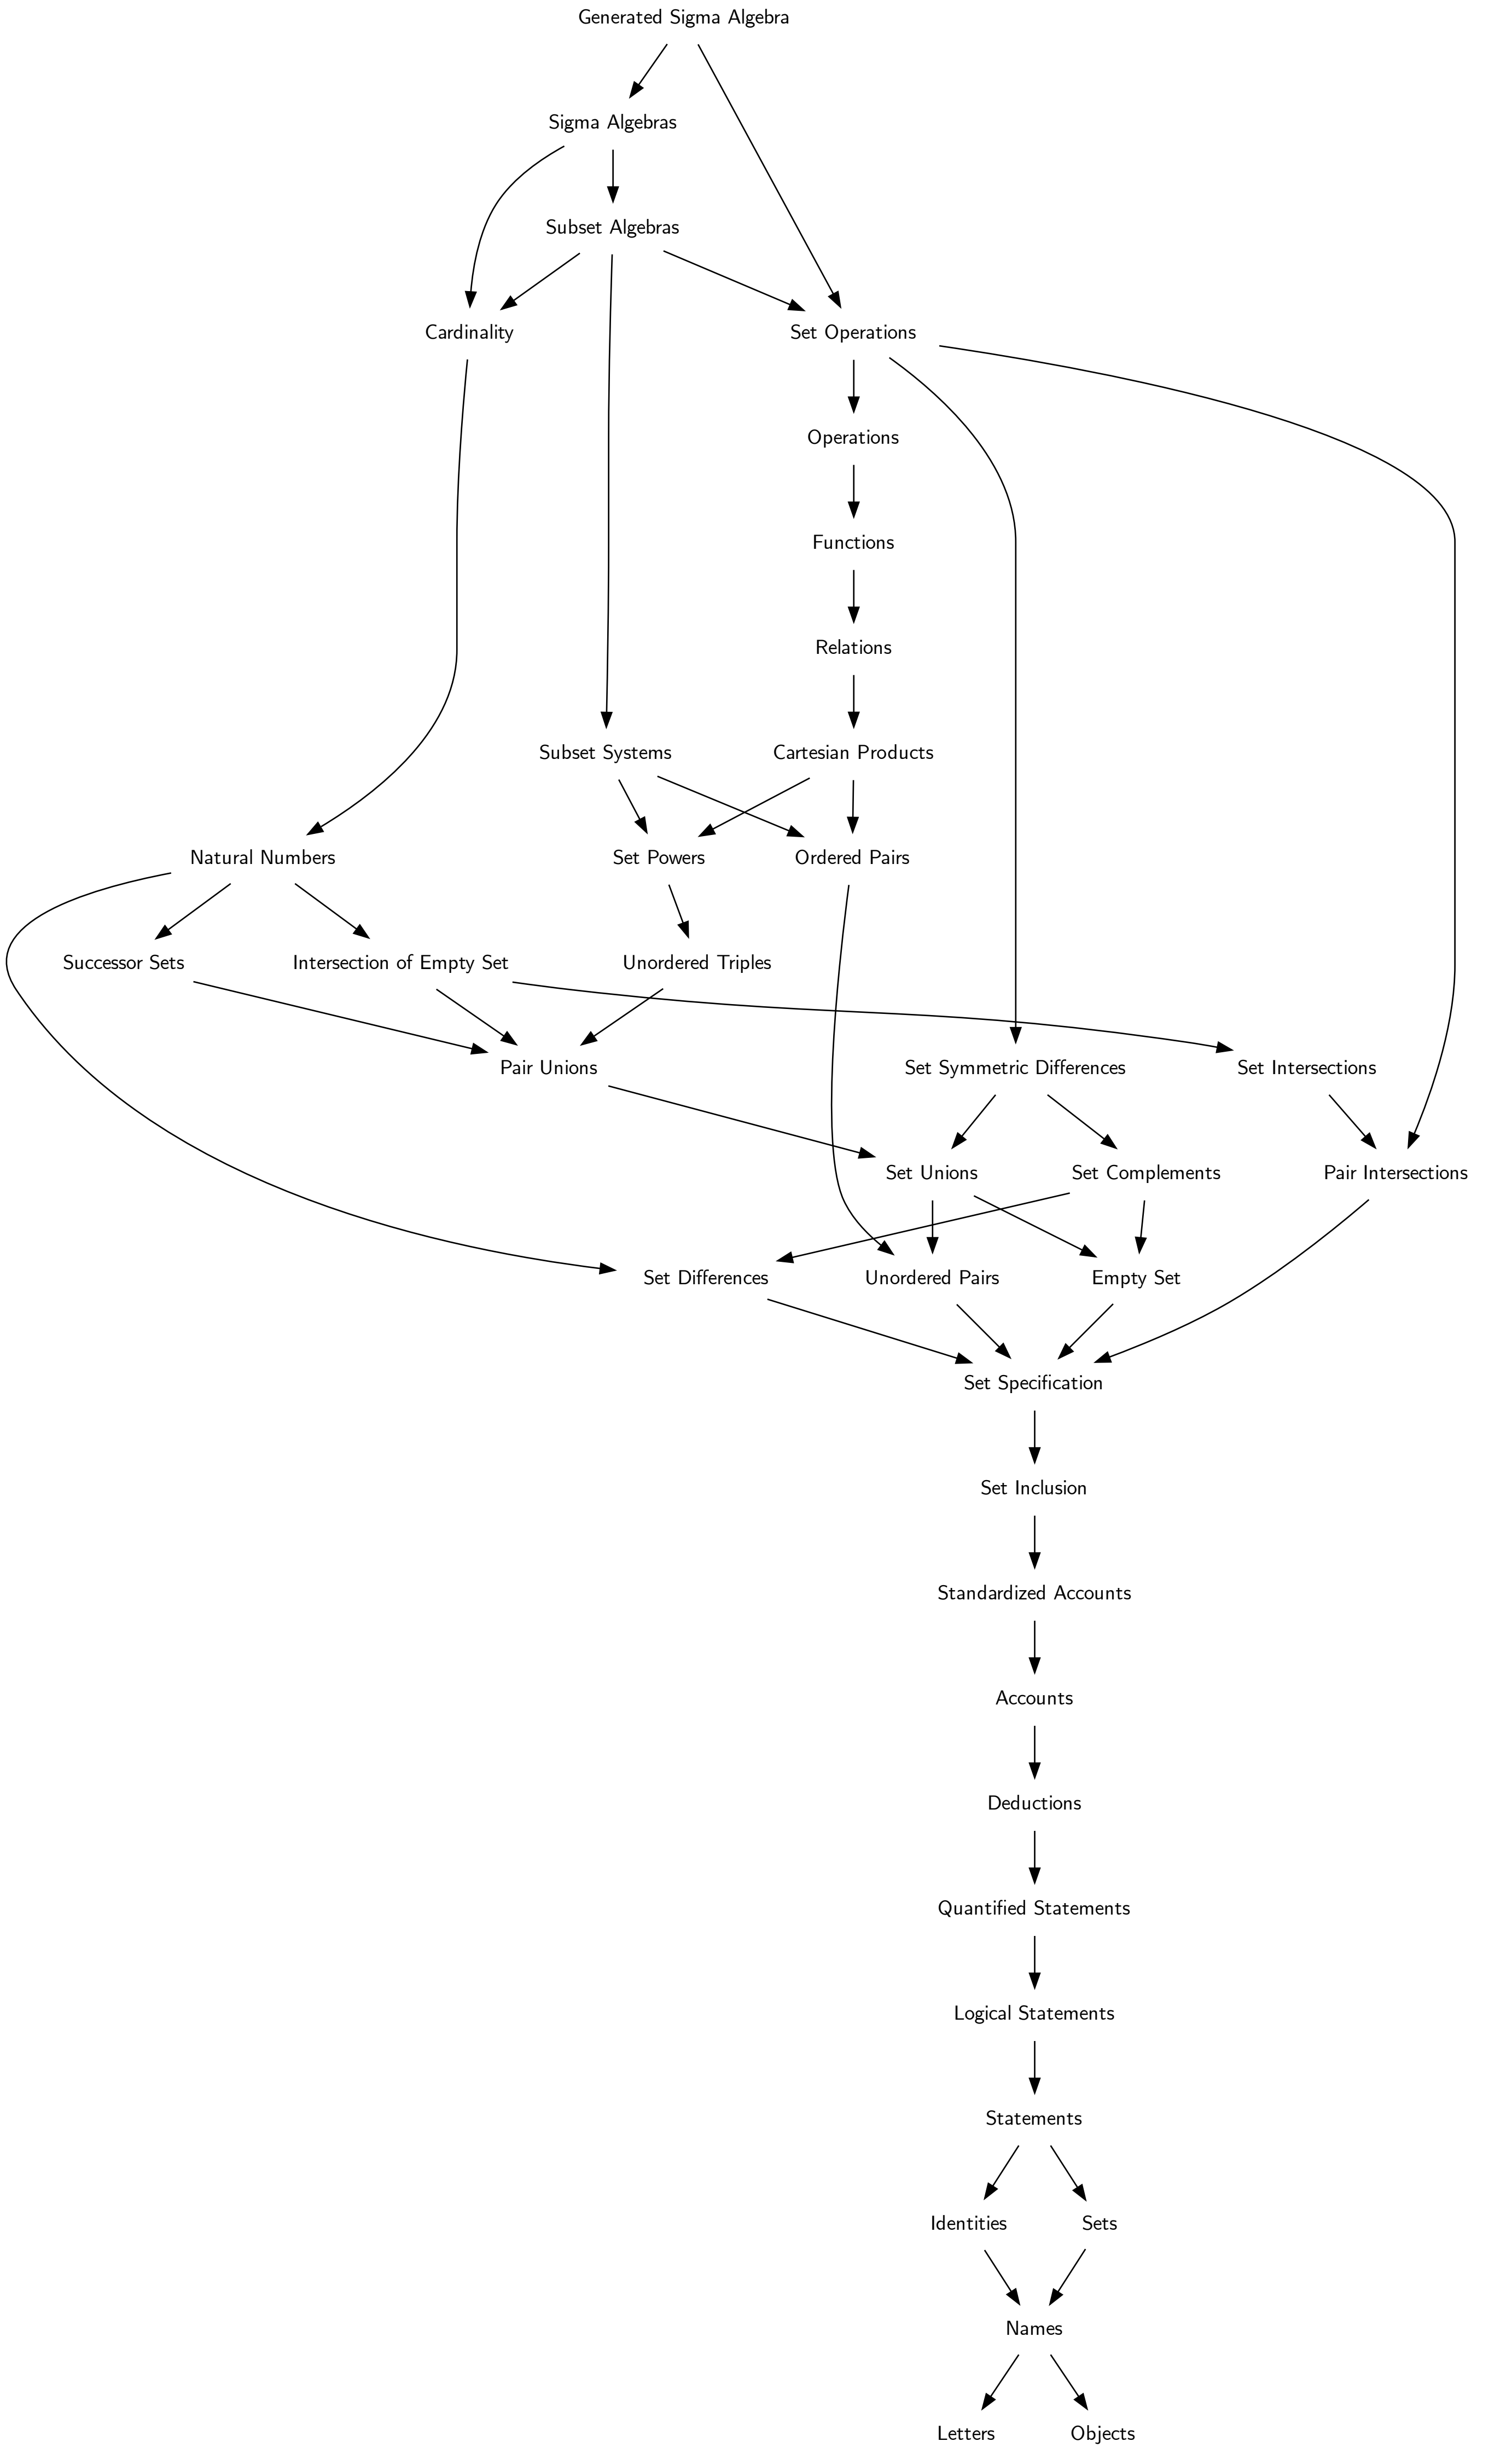 Generated Sigma Algebra
Sigma Algebras
Subset Algebras
Cardinality
Set Operations
Operations
Functions
Relations
Subset Systems
Cartesian Products
Natural Numbers
Set Powers
Ordered Pairs
Successor Sets
Intersection of Empty Set
Unordered Triples
Pair Unions
Set Symmetric Differences
Set Intersections
Set Unions
Set Complements
Pair Intersections
Set Differences
Unordered Pairs
Empty Set
Set Specification
Set Inclusion
Standardized Accounts
Accounts
Deductions
Quantified Statements
Logical Statements
Statements
Identities
Sets
Names
Letters
Objects